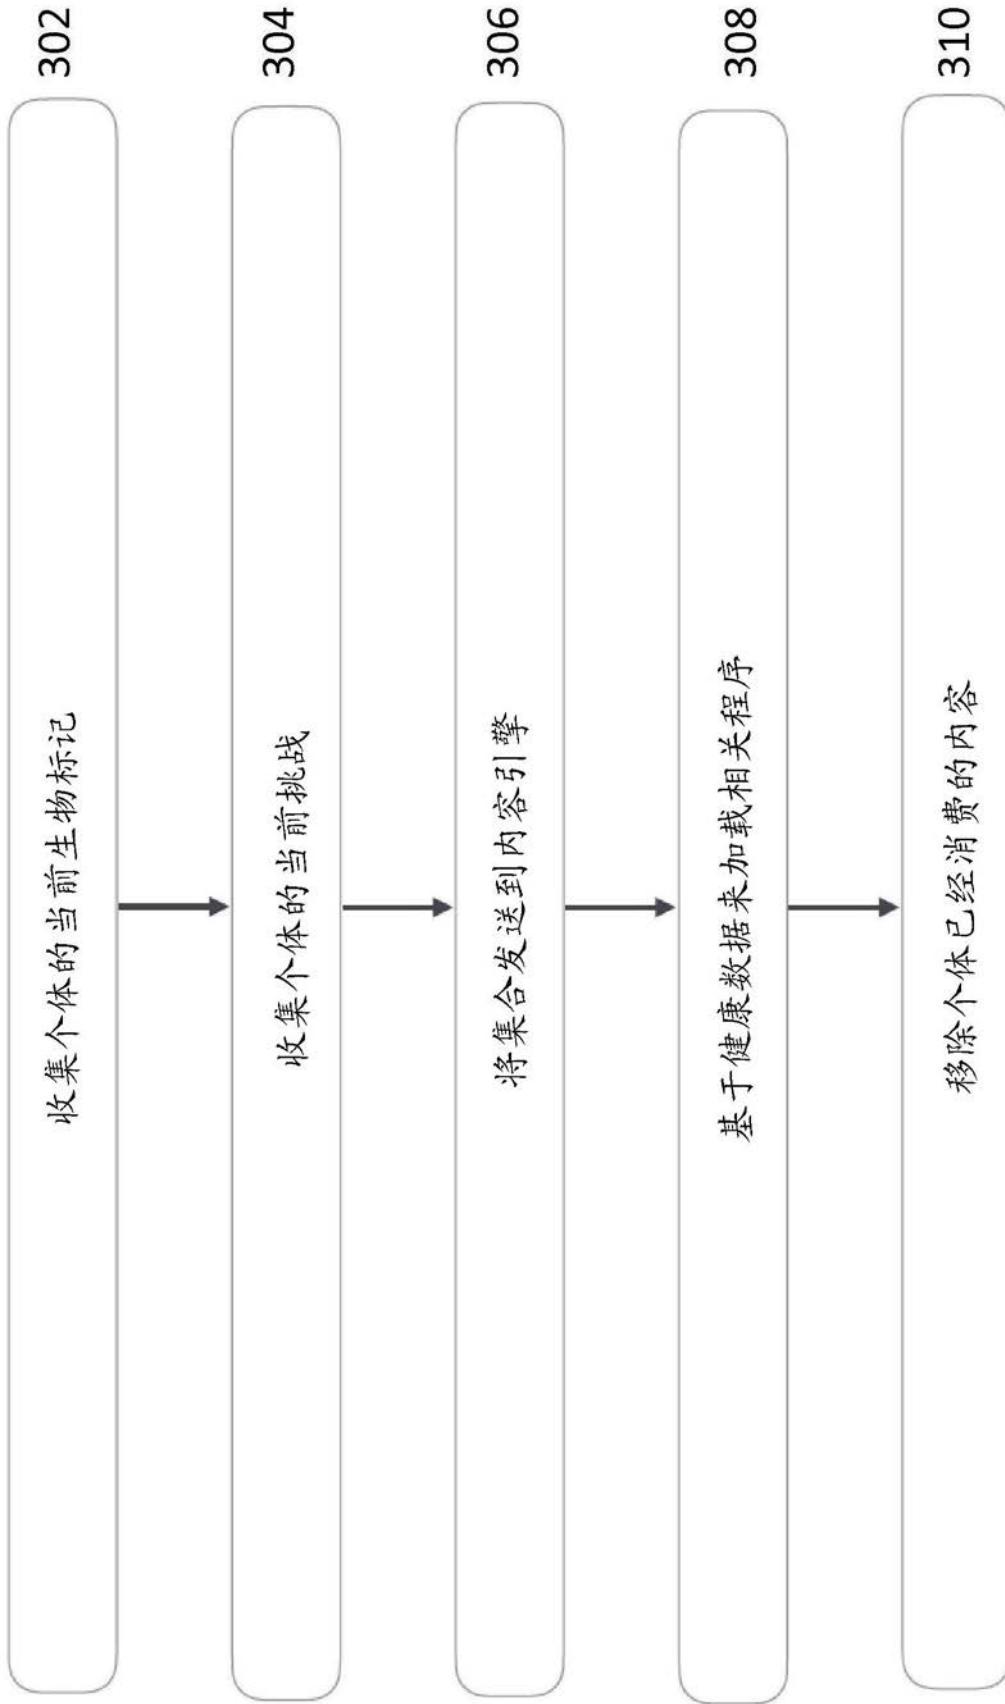 收集个体的当前生物标记
302
收集个体的当前挑战
304
将集合发送到内容引擎
306
基于健康数据来加载相关程序
308
移除个体已经消费的内容
310